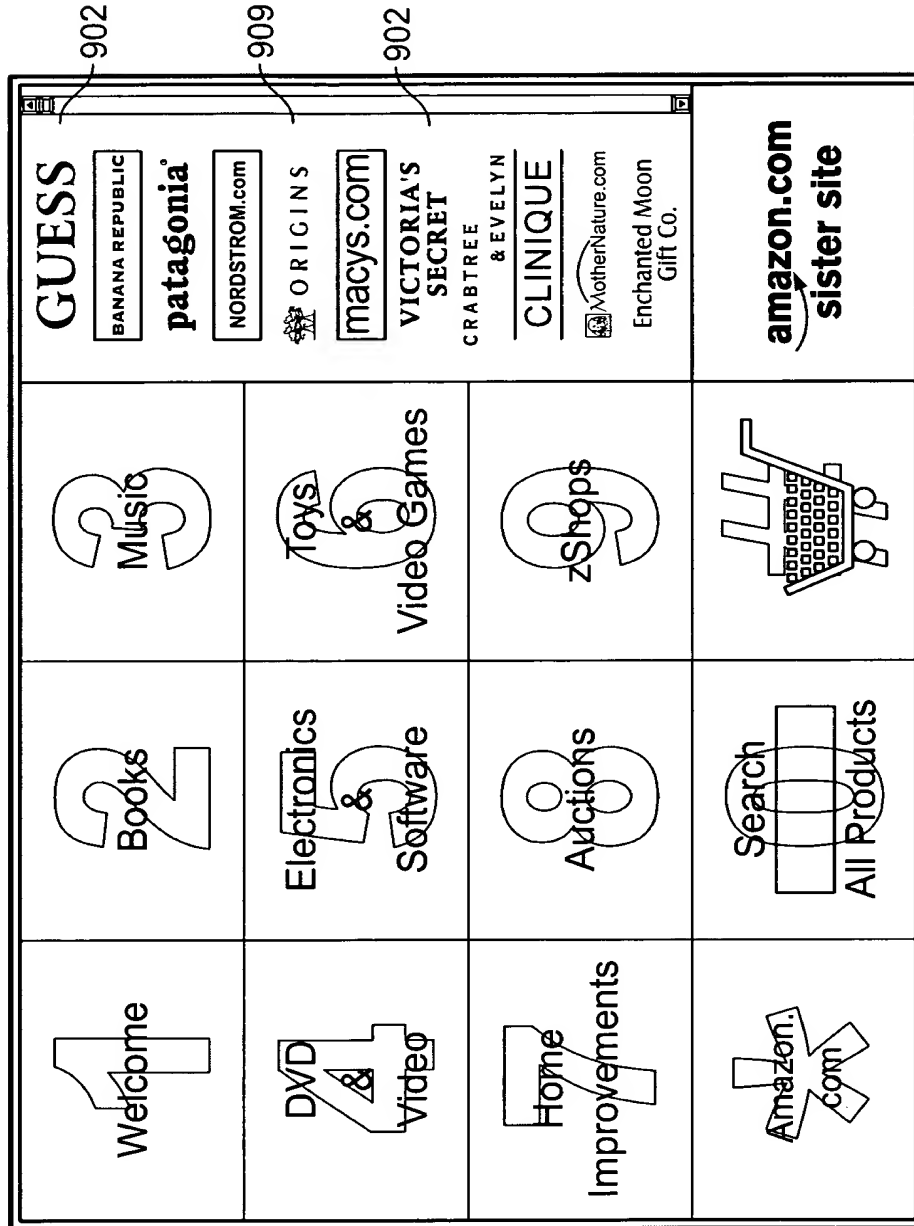 1
Welcome
2
Books
3
Music
4
DVD
&
Video
5
Electronics
&
Software
6
Toys
&
Video Games
7
Home
Improvements
8
Auctions
9
zShops
*
Amazon.
com
0
Search
All Products
#
GUESS
BANANA REPUBLIC
patagonia®
NORDSTROM.com
ORIGINS
macys.com
VICTORIA'S
SECRET
CRABTREE
& EVELYN
CLINIQUE
MotherNature.com
Enchanted Moon
Gift Co.
amazon.com
sister site
902
909
902